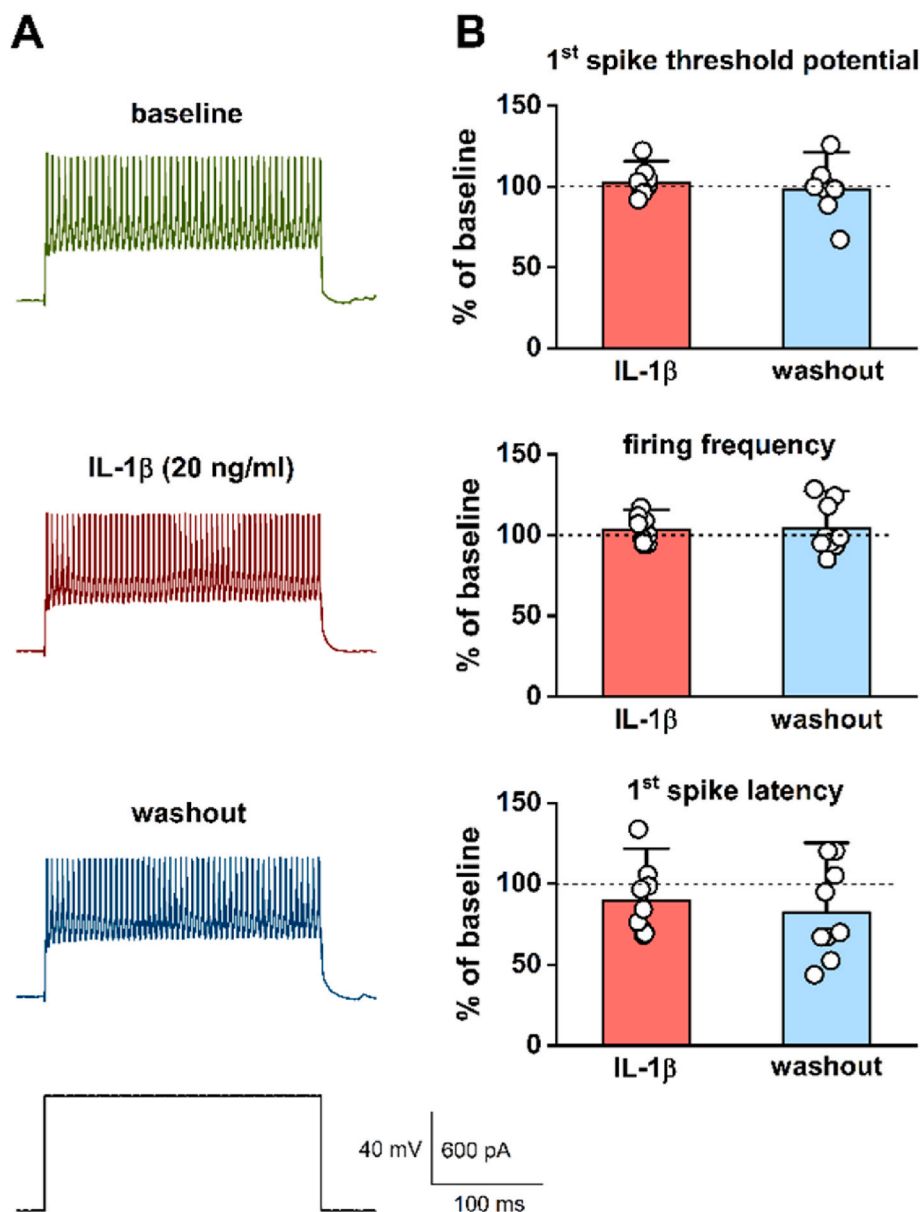 A
baseline
IL-1β (20 ng/ml)
washout
40 mV
600 pA
100 ms
B
1st spike threshold potential
% of baseline
150
100
50
0
IL-1β
washout
firing frequency
% of baseline
150
100
50
0
IL-1β
washout
1st spike latency
% of baseline
150
100
50
0
IL-1β
washout